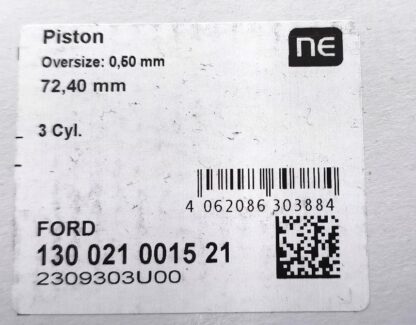 Piston
NE
Oversize: 0,50 mm
72,40 mm
3 Cyl.
4 062086 303884
FORD
130 021 0015 21
2309303U00